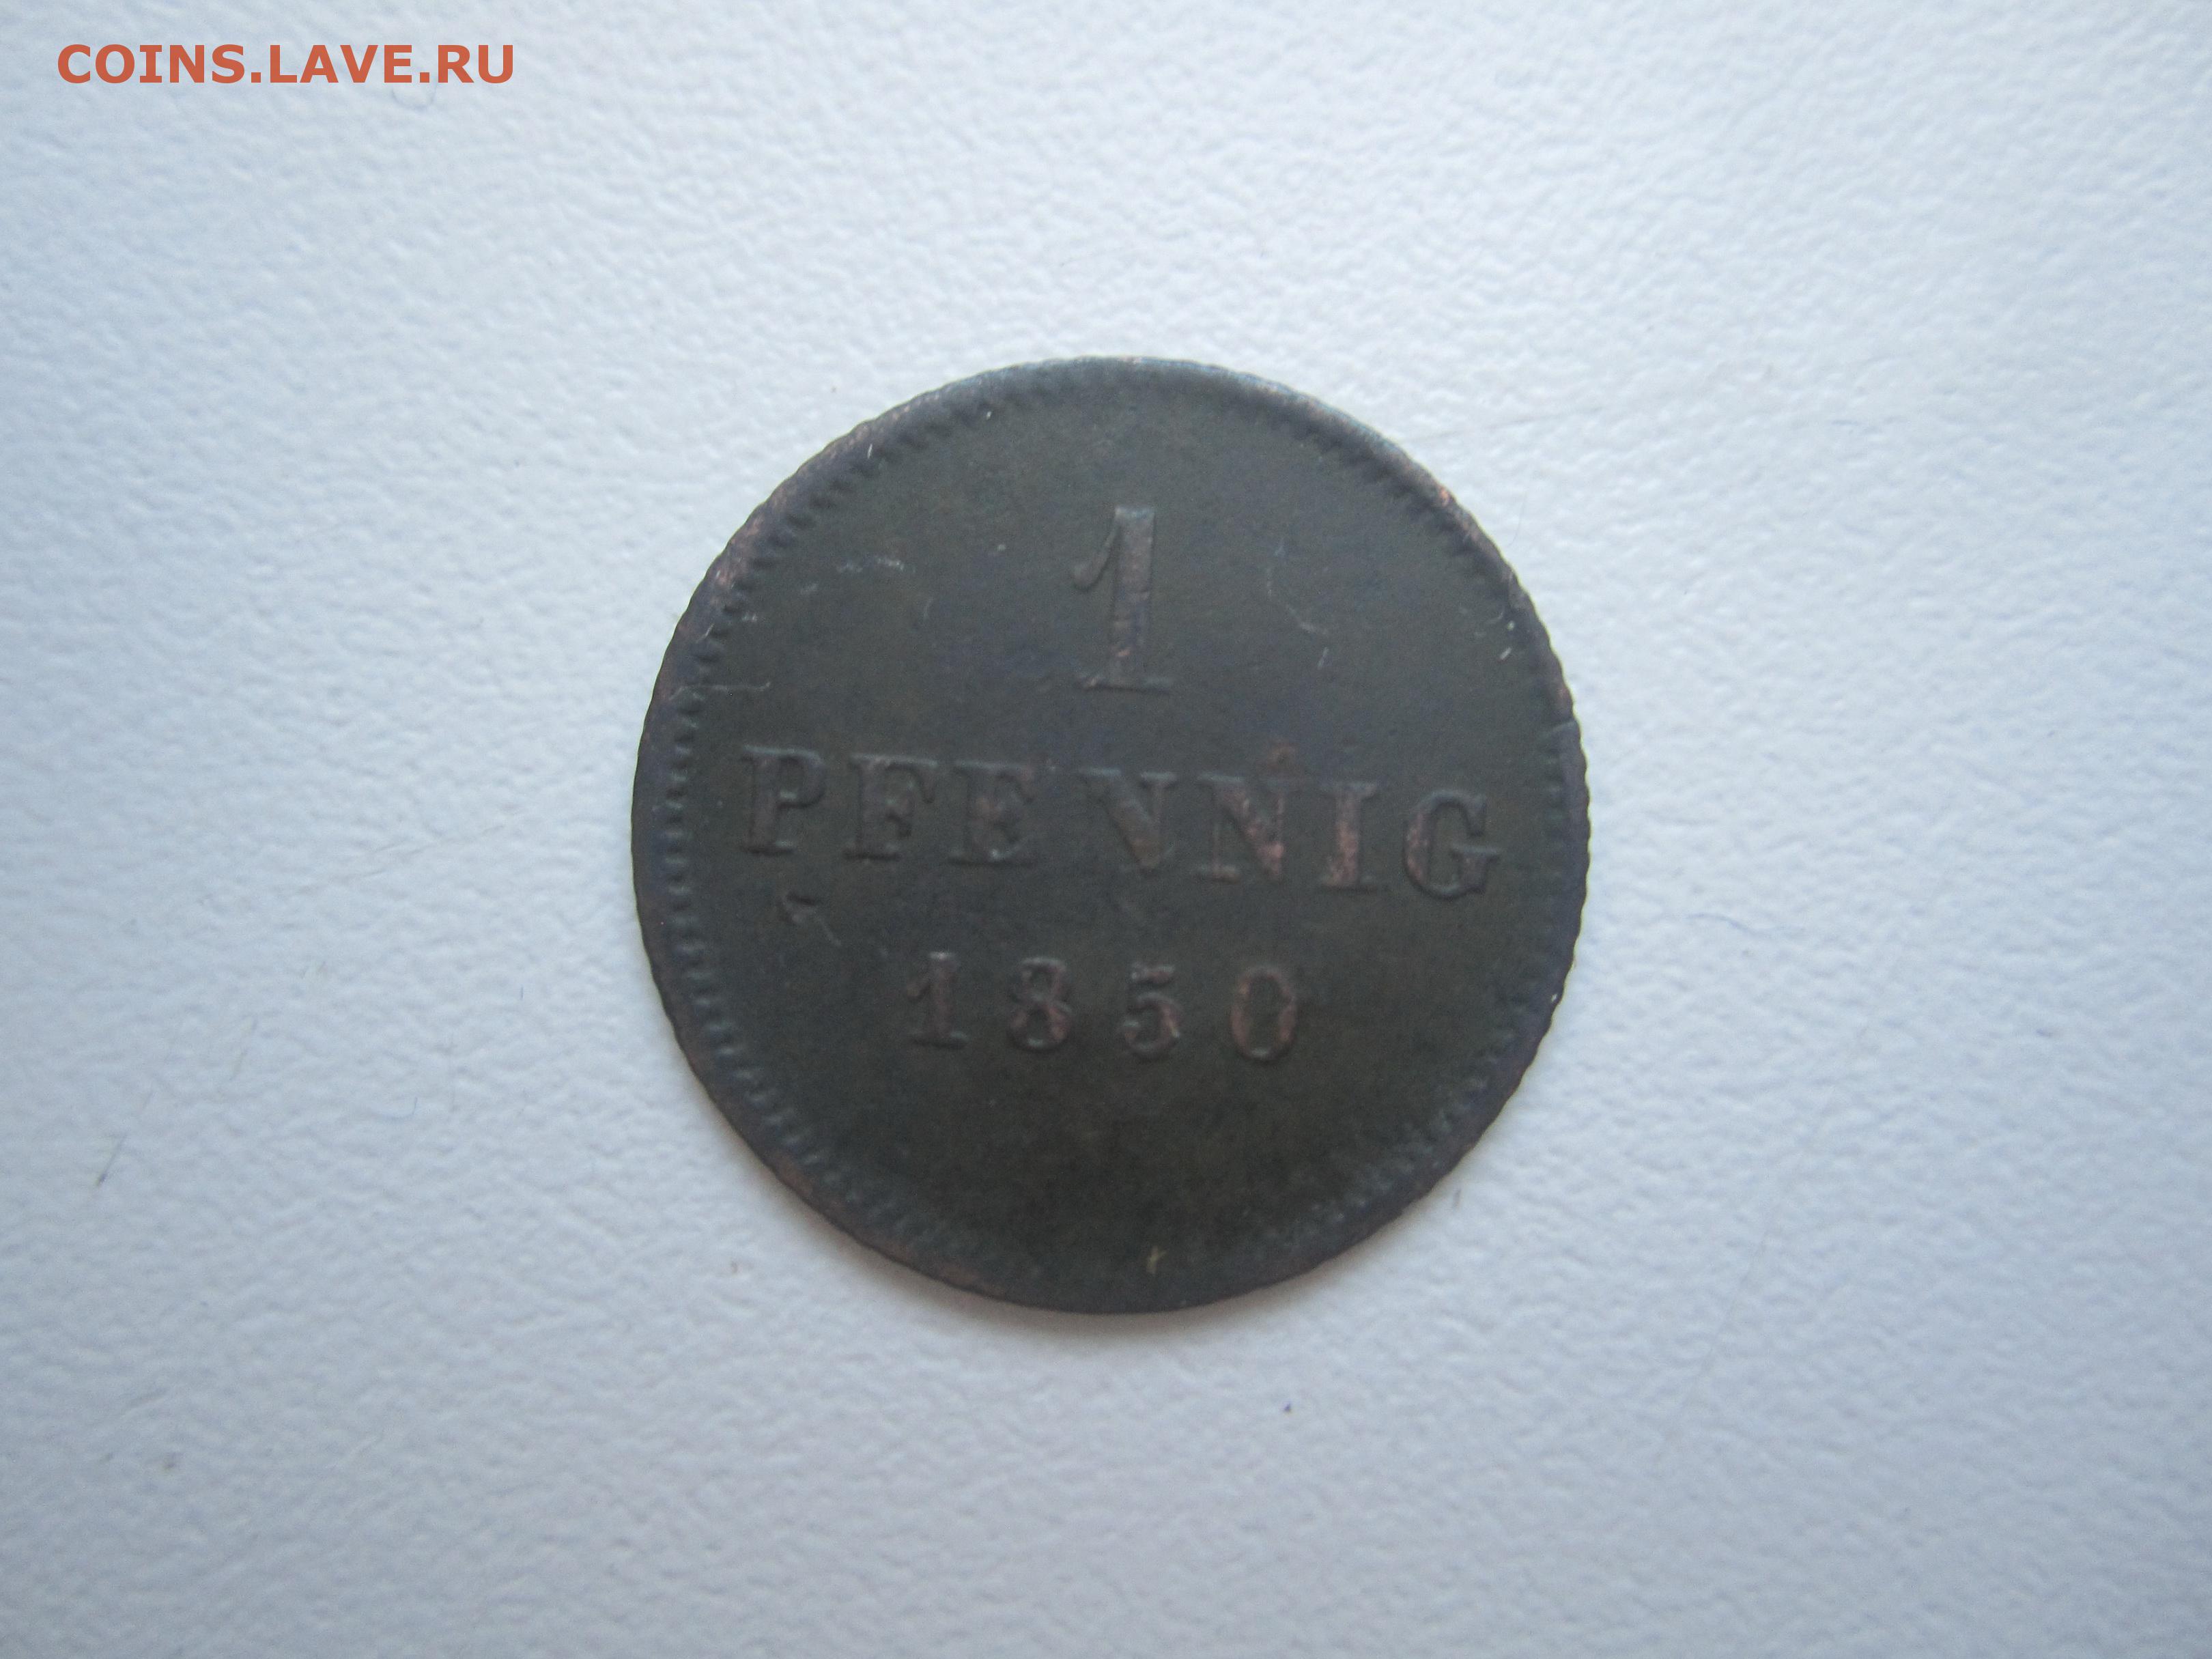 COINS.LAVE.RU
1
PFENNIG
1850